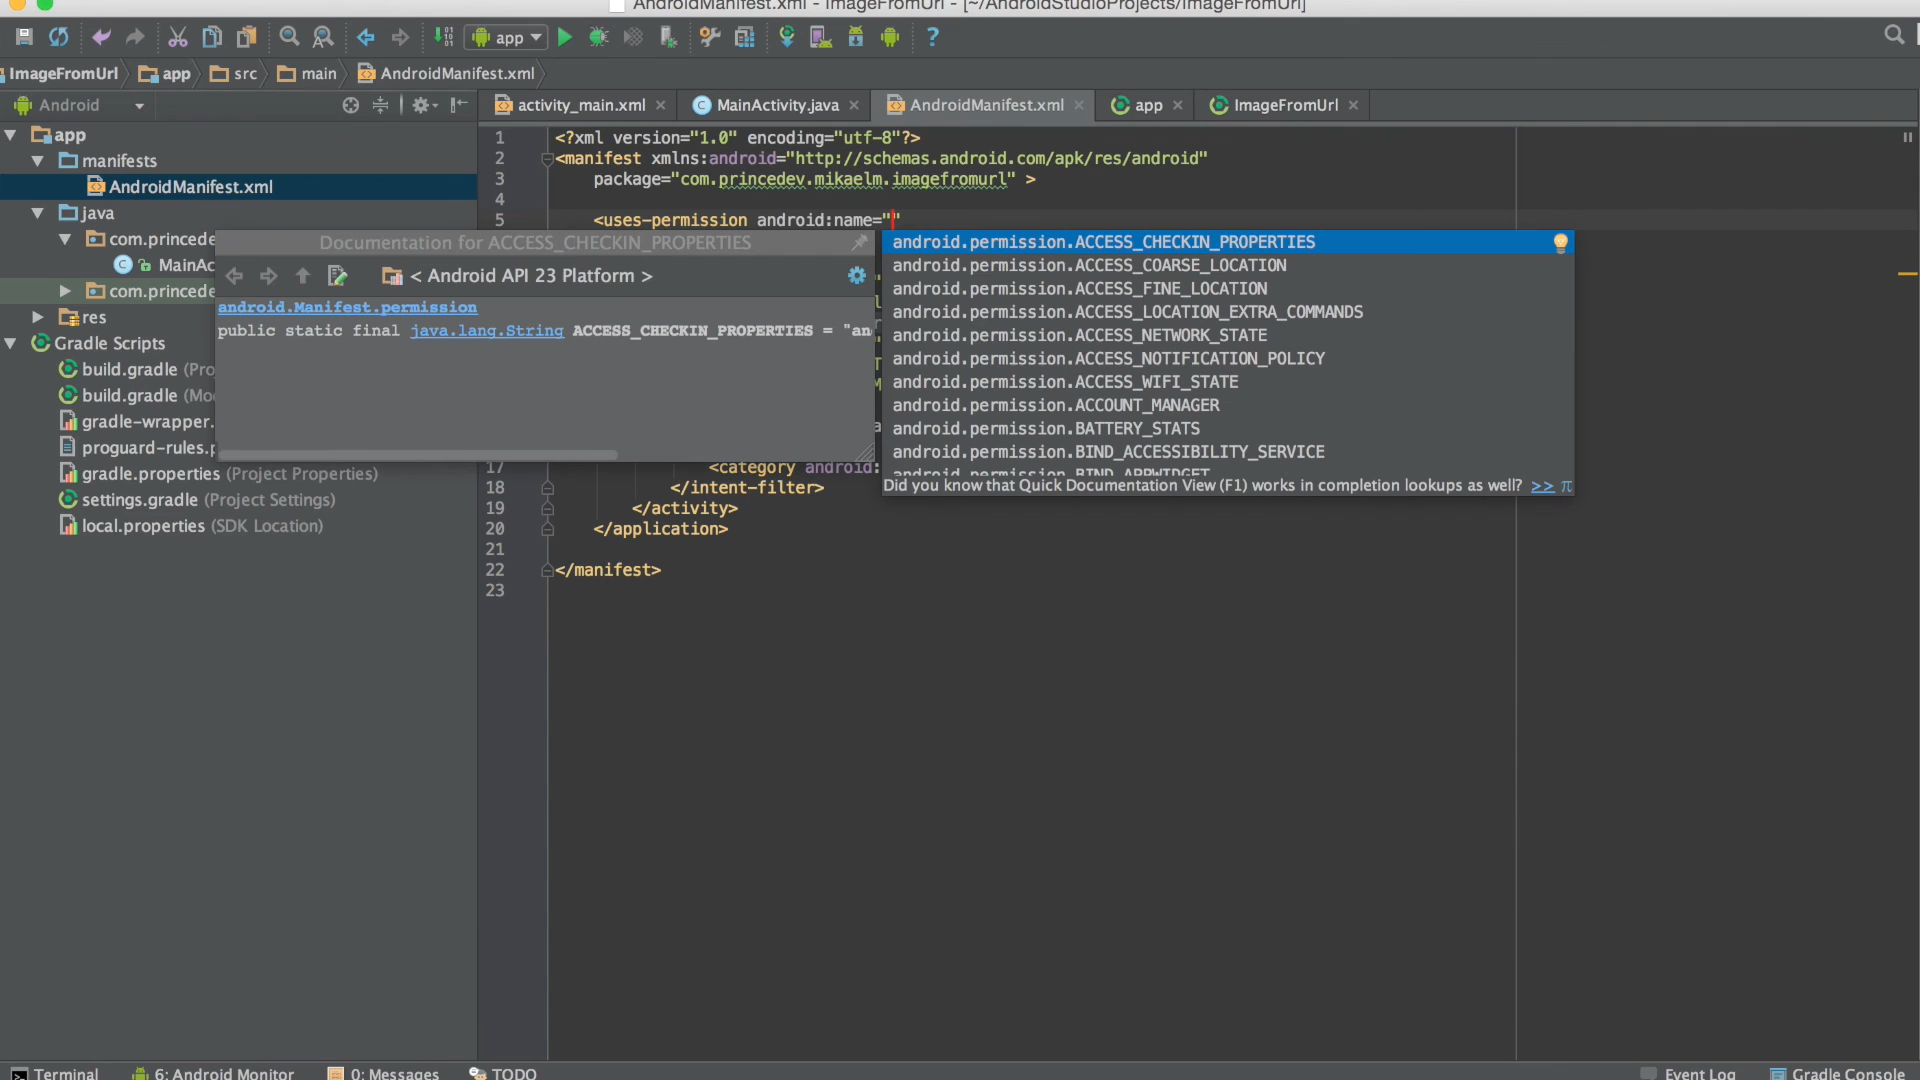 AndroidManifest.xml - ImageFromUrl - [~/AndroidStudioProjects/ImageFromUrl]
app
?
ImageFromUrl app src main AndroidManifest.xml
Android
activity_main.xml MainActivity.java AndroidManifest.xml app ImageFromUrl
app
manifests
AndroidManifest.xml
java
com.princede
MainAc
com.princede
res
Gradle Scripts
build.gradle (Pro
build.gradle (Mo
gradle-wrapper.
proguard-rules.p
gradle.properties (Project Properties)
settings.gradle (Project Settings)
local.properties (SDK Location)
1 <?xml version="1.0" encoding="utf-8"?>
2 <manifest xmlns:android="http://schemas.android.com/apk/res/android"
3 package="com.princedev.mikaelm.imagefromurl" >
4
5 <uses-permission android:name=""
Documentation for ACCESS_CHECKIN_PROPERTIES
< Android API 23 Platform >
android.Manifest.permission
public static final java.lang.String ACCESS_CHECKIN_PROPERTIES = "an
android.permission.ACCESS_CHECKIN_PROPERTIES
android.permission.ACCESS_COARSE_LOCATION
android.permission.ACCESS_FINE_LOCATION
android.permission.ACCESS_LOCATION_EXTRA_COMMANDS
android.permission.ACCESS_NETWORK_STATE
android.permission.ACCESS_NOTIFICATION_POLICY
android.permission.ACCESS_WIFI_STATE
android.permission.ACCOUNT_MANAGER
android.permission.BATTERY_STATS
android.permission.BIND_ACCESSIBILITY_SERVICE
android.permission.BIND_APPWIDGET
Did you know that Quick Documentation View (F1) works in completion lookups as well? >> π
17 <category android:
18 </intent-filter>
19 </activity>
20 </application>
21
22 </manifest>
23
Terminal 6: Android Monitor 0: Messages TODO Event Log Gradle Console